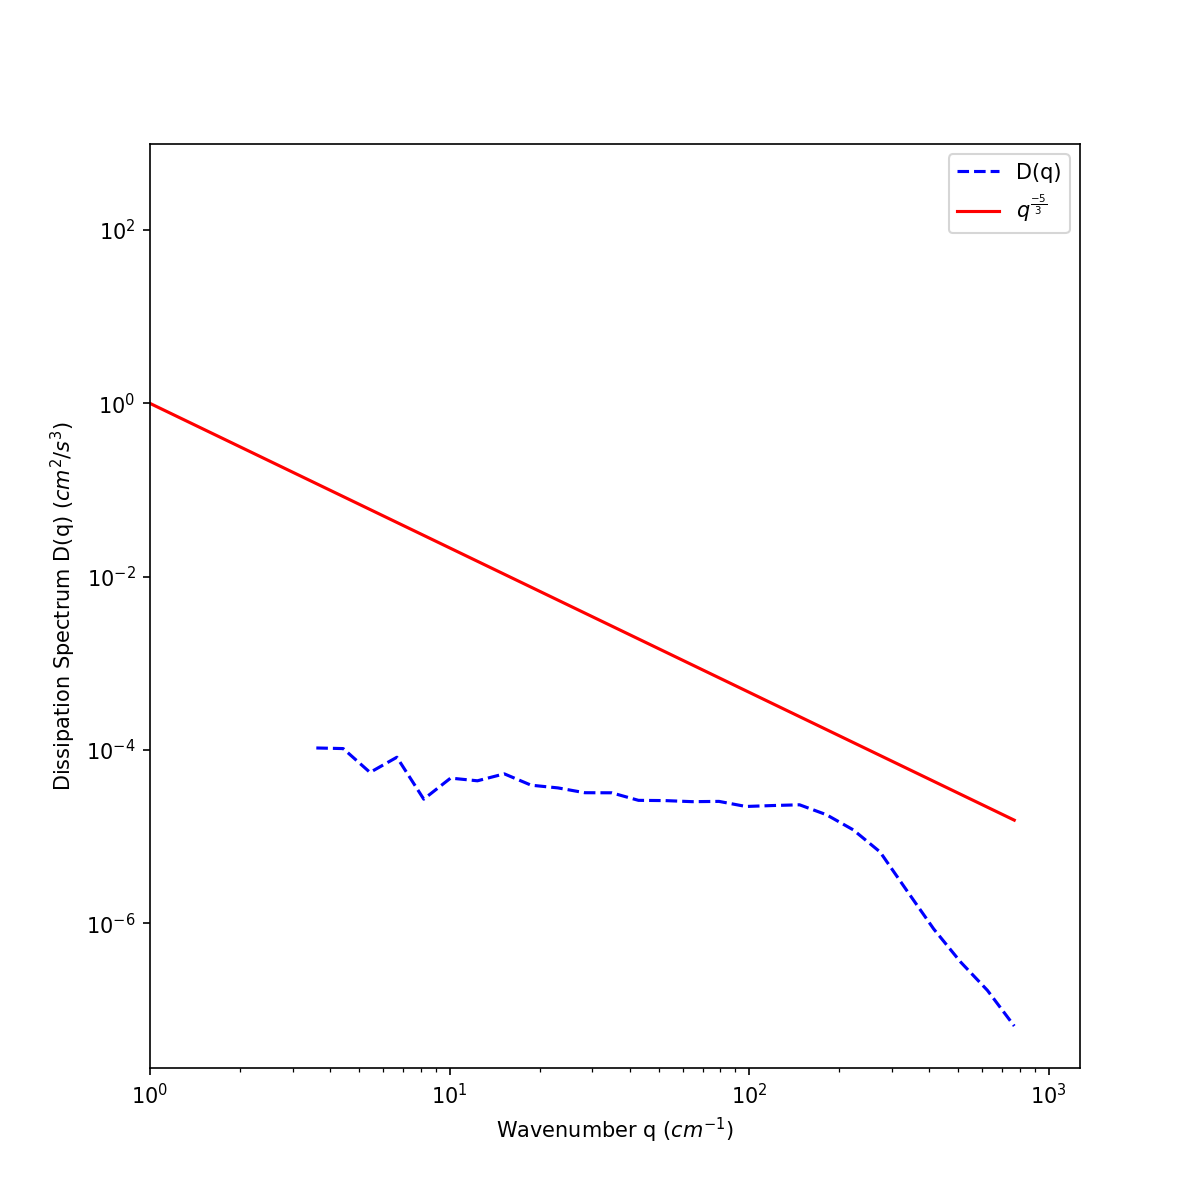 D(q)
q^{\frac{-5}{3}}
10^2
10^0
10^{-2}
10^{-4}
10^{-6}
Dissipation Spectrum D(q) (cm^2/s^3)
10^0 10^1 10^2 10^3
Wavenumber q (cm^{-1})